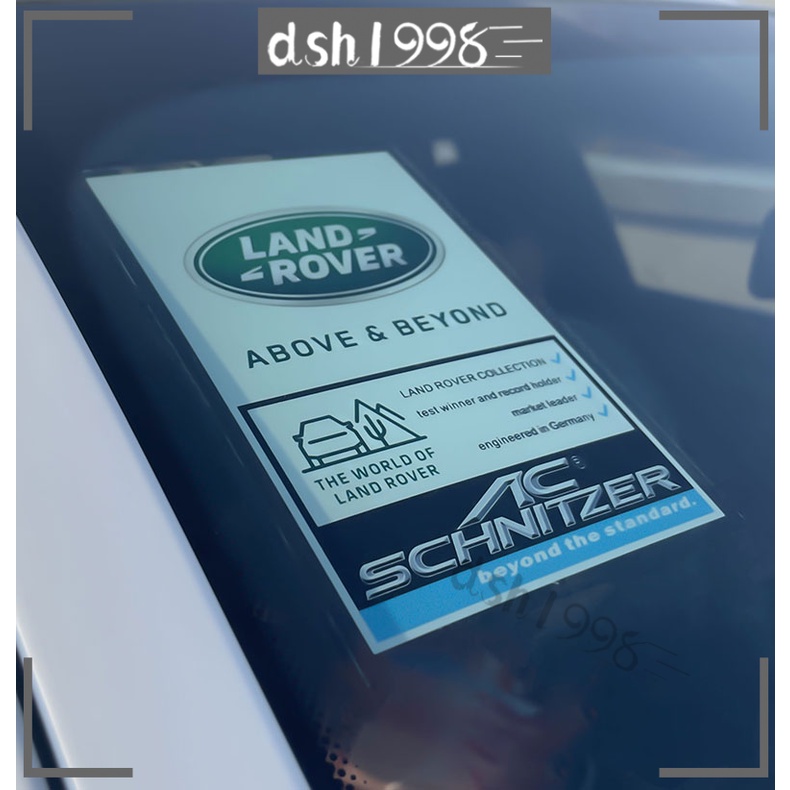 dsh1998
LAND
ROVER
ABOVE & BEYOND
LAND ROVER COLLECTION
test winner and record holder
market leader
engineered in Germany
THE WORLD OF
LAND ROVER
AC
SCHNITZER
beyond the standard.
dsh1998